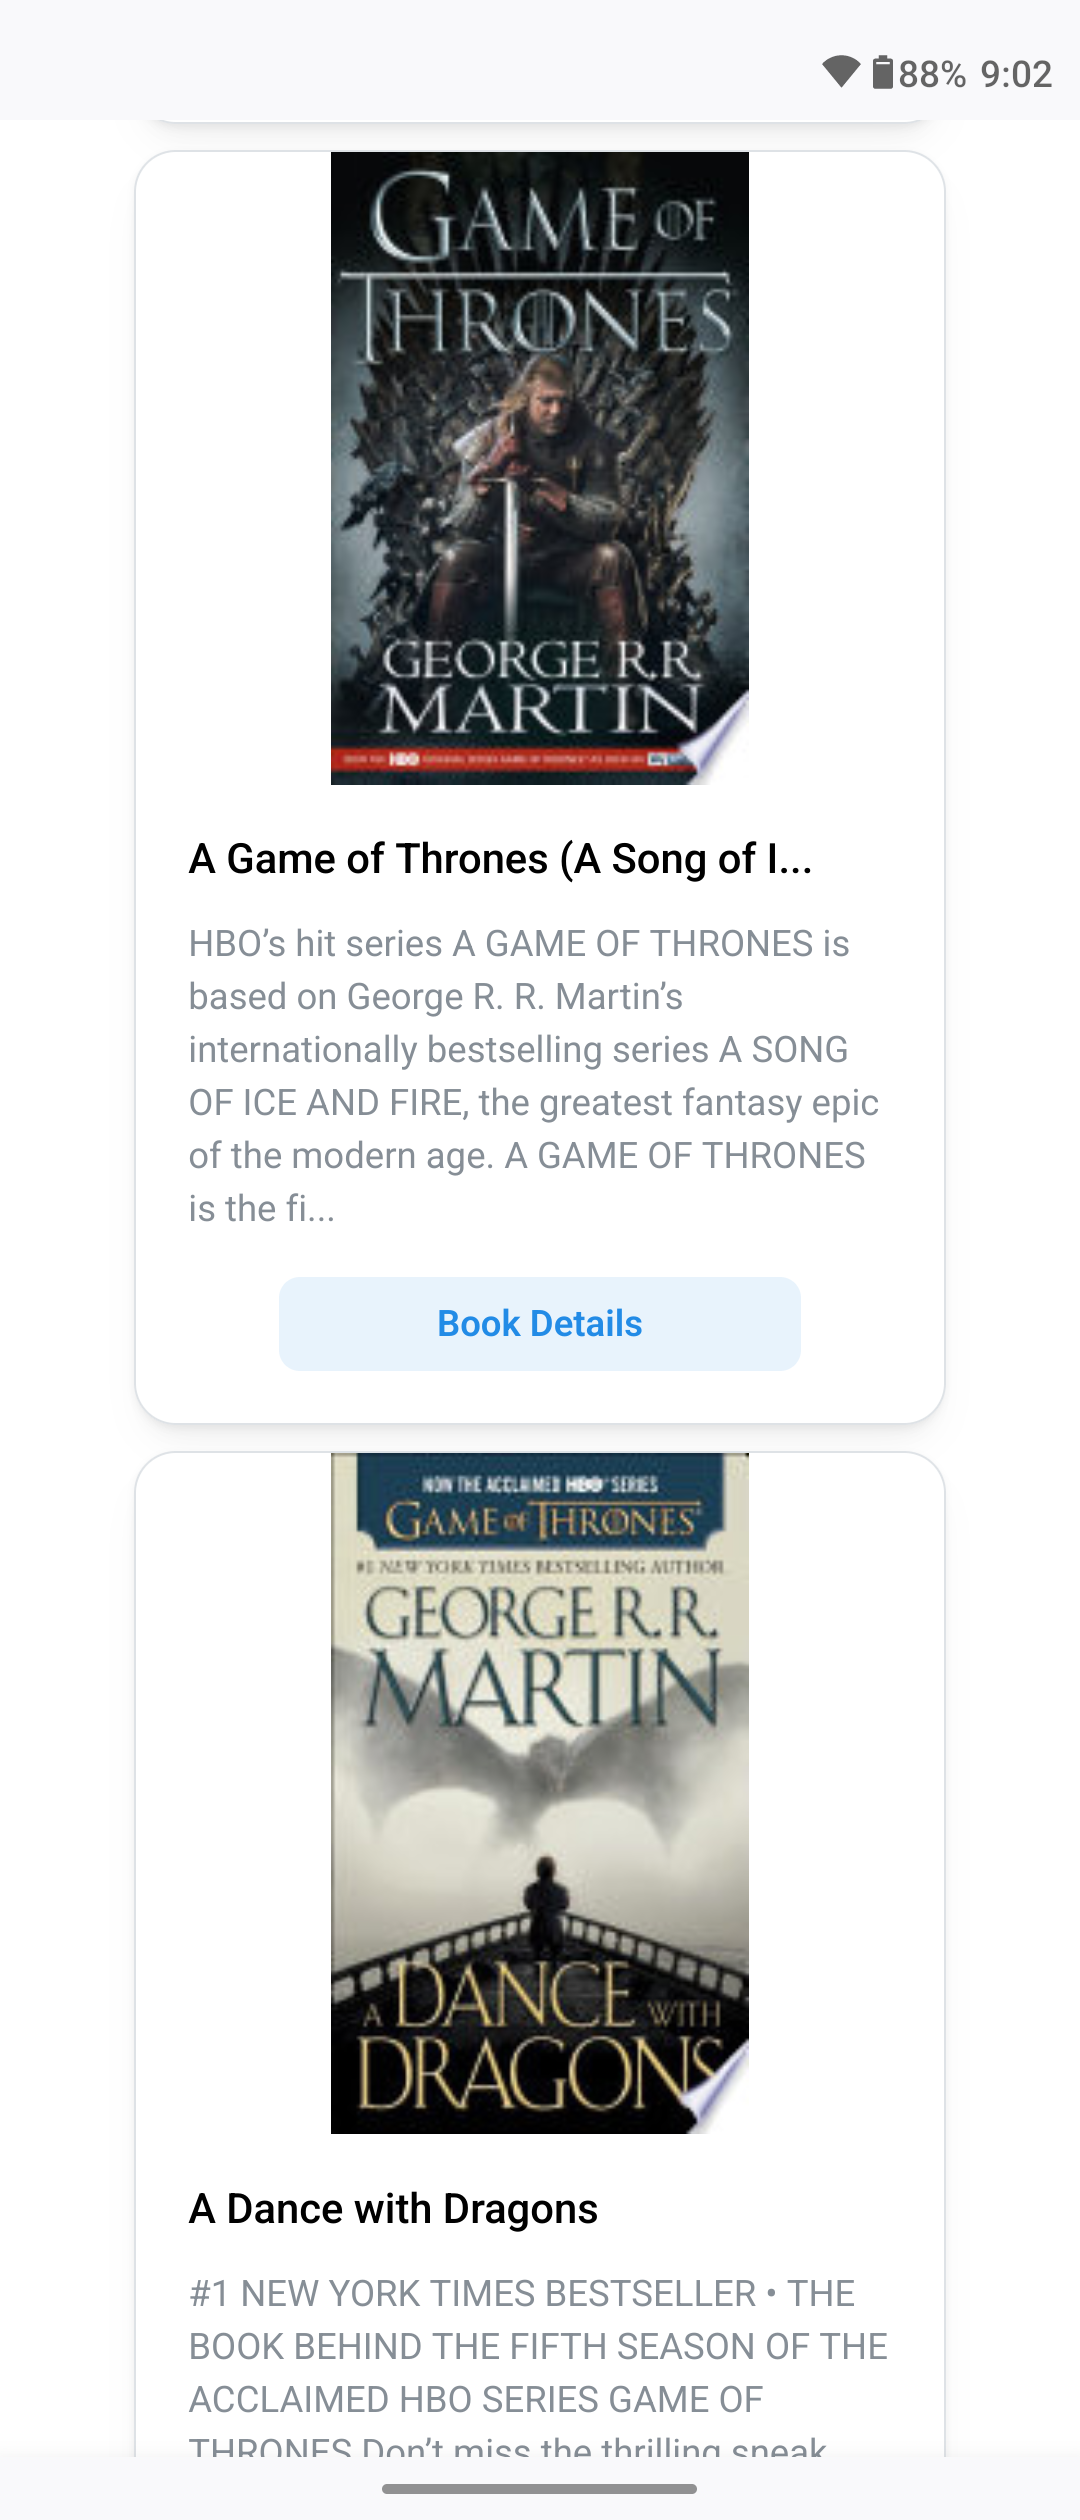 88% 9:02
GAME OF
THRONES
GEORGE R.R.
MARTIN
HBO
A Game of Thrones (A Song of I...
HBO’s hit series A GAME OF THRONES is
based on George R. R. Martin’s
internationally bestselling series A SONG
OF ICE AND FIRE, the greatest fantasy epic
of the modern age. A GAME OF THRONES
is the fi...
Book Details
NOW THE ACCLAIMED HBO SERIES
GAME OF THRONES
#1 NEW YORK TIMES BESTSELLING AUTHOR
GEORGE R.R.
MARTIN
A DANCE WITH
DRAGONS
A Dance with Dragons
#1 NEW YORK TIMES BESTSELLER • THE
BOOK BEHIND THE FIFTH SEASON OF THE
ACCLAIMED HBO SERIES GAME OF
THRONES Don’t miss the thrilling sneak